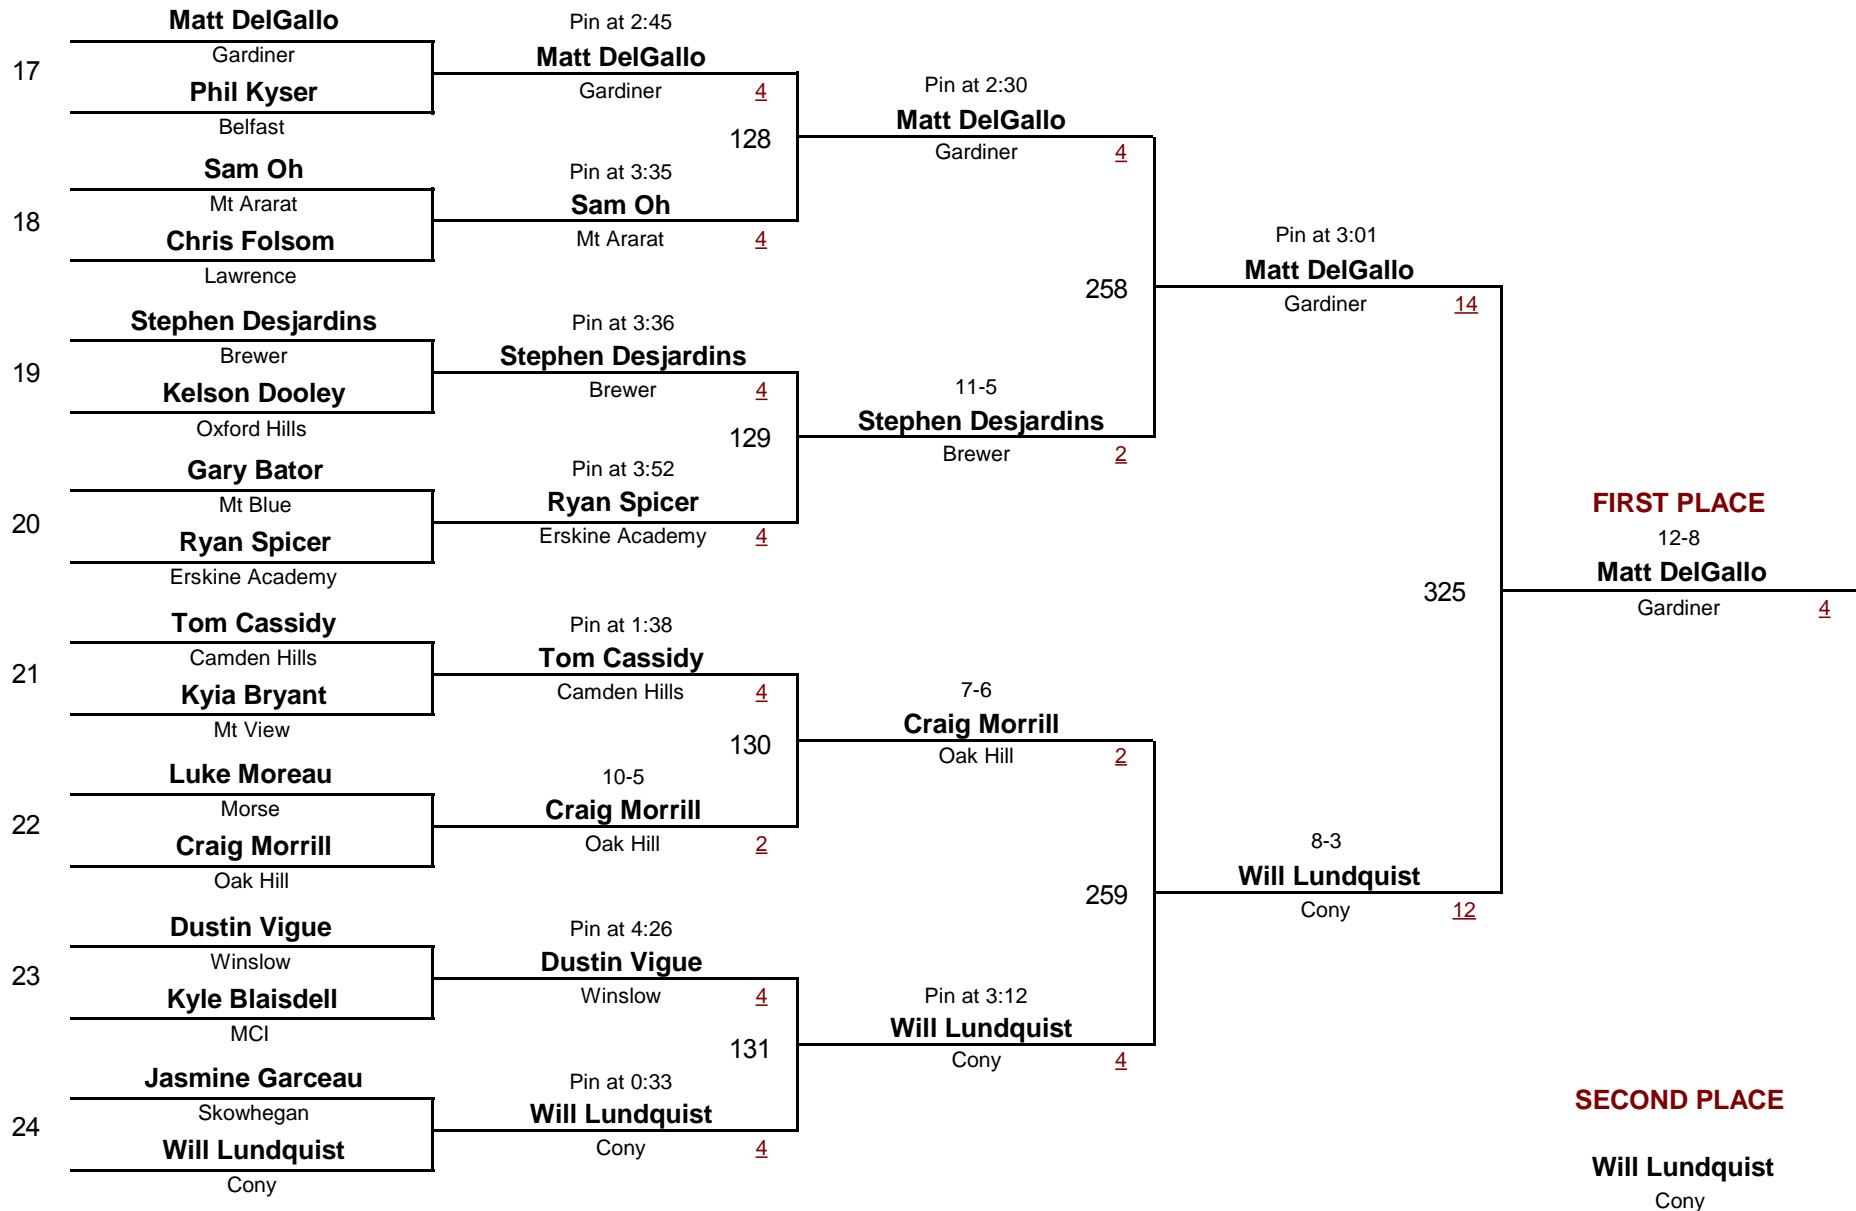 Matt DelGallo
Gardiner
17
Phil Kyser
Belfast
Sam Oh
Mt Ararat
18
Chris Folsom
Lawrence
Stephen Desjardins
Brewer
19
Kelson Dooley
Oxford Hills
Gary Bator
Mt Blue
20
Ryan Spicer
Erskine Academy
Tom Cassidy
Camden Hills
21
Kyia Bryant
Mt View
Luke Moreau
Morse
22
Craig Morrill
Oak Hill
Dustin Vigue
Winslow
23
Kyle Blaisdell
MCI
Jasmine Garceau
Skowhegan
24
Will Lundquist
Cony
Pin at 2:45
Matt DelGallo
Gardiner 4
128
Pin at 3:35
Sam Oh
Mt Ararat 4
Pin at 3:36
Stephen Desjardins
Brewer 4
129
Pin at 3:52
Ryan Spicer
Erskine Academy 4
Pin at 1:38
Tom Cassidy
Camden Hills 4
130
10-5
Craig Morrill
Oak Hill 2
Pin at 4:26
Dustin Vigue
Winslow 4
131
Pin at 0:33
Will Lundquist
Cony 4
Pin at 2:30
Matt DelGallo
Gardiner 4
258
11-5
Stephen Desjardins
Brewer 2
7-6
Craig Morrill
Oak Hill 2
259
Pin at 3:12
Will Lundquist
Cony 4
Pin at 3:01
Matt DelGallo
Gardiner 14
325
8-3
Will Lundquist
Cony 12
FIRST PLACE
12-8
Matt DelGallo
Gardiner 4
SECOND PLACE
Will Lundquist
Cony